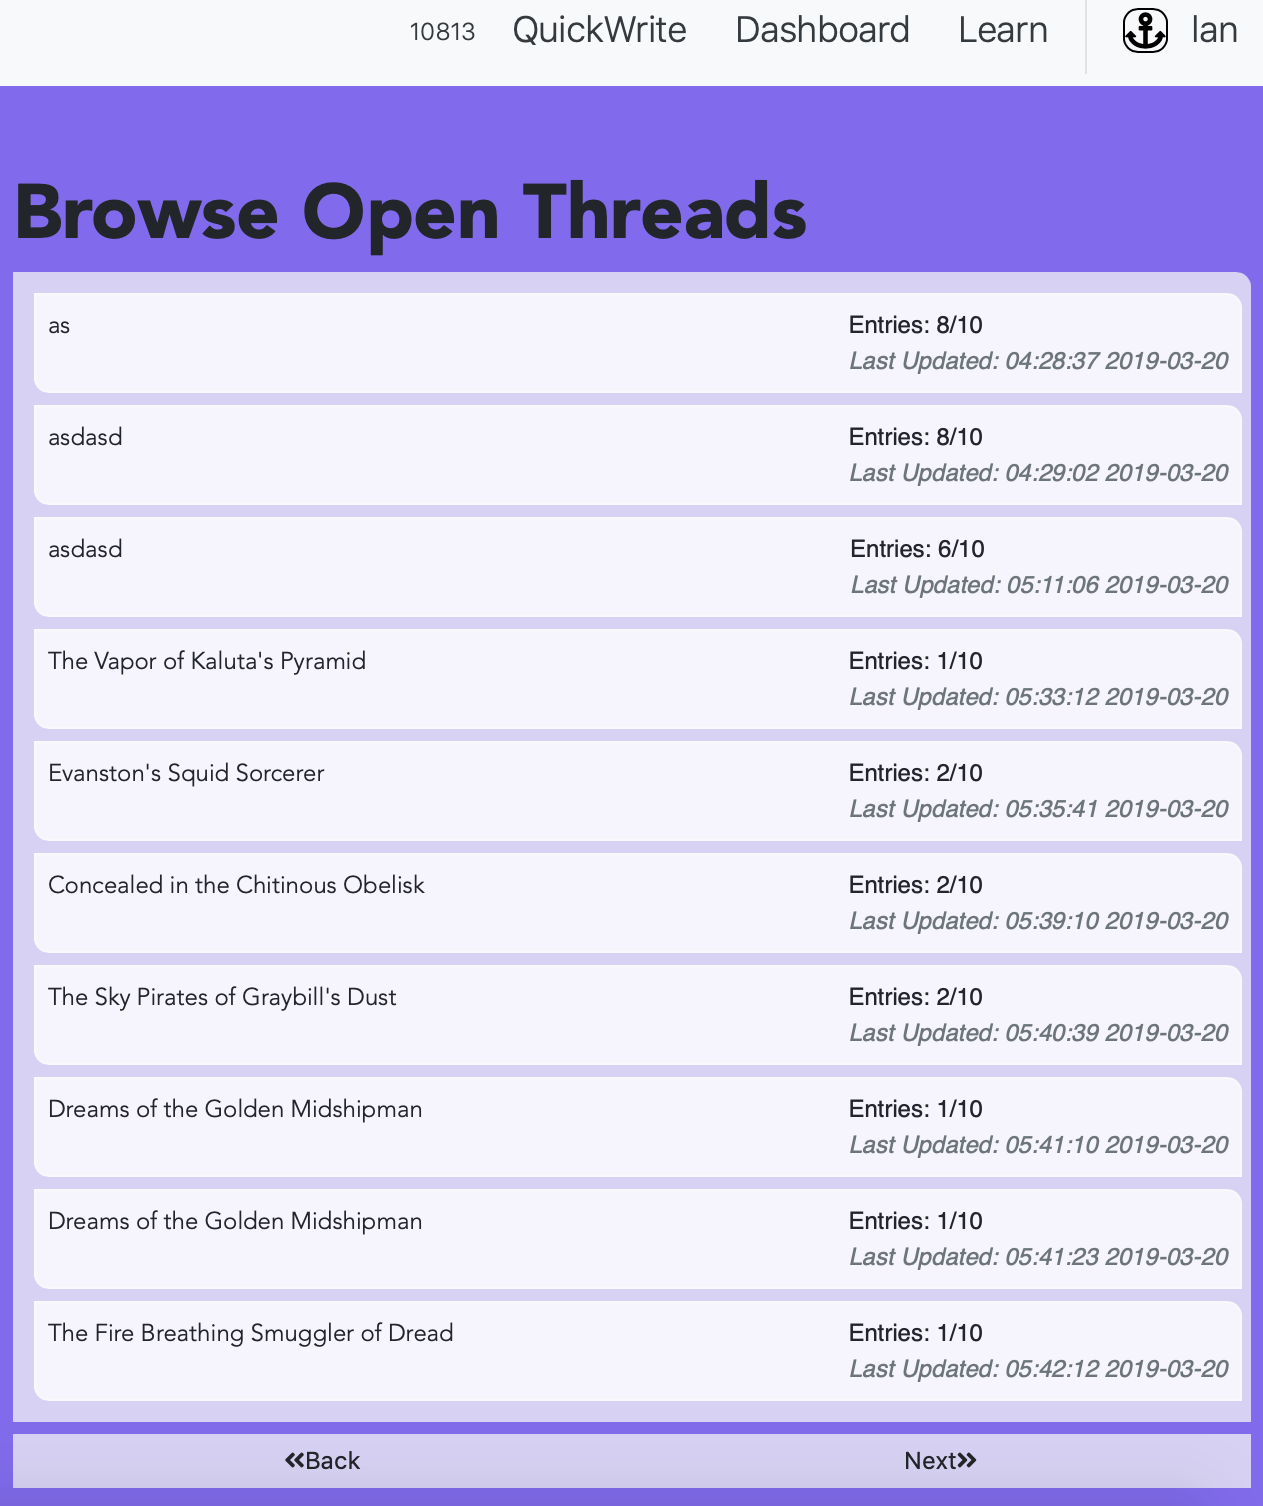 10813 QuickWrite Dashboard Learn Ian
Browse Open Threads
as Entries: 8/10
Last Updated: 04:28:37 2019-03-20
asdasd Entries: 8/10
Last Updated: 04:29:02 2019-03-20
asdasd Entries: 6/10
Last Updated: 05:11:06 2019-03-20
The Vapor of Kaluta's Pyramid Entries: 1/10
Last Updated: 05:33:12 2019-03-20
Evanston's Squid Sorcerer Entries: 2/10
Last Updated: 05:35:41 2019-03-20
Concealed in the Chitinous Obelisk Entries: 2/10
Last Updated: 05:39:10 2019-03-20
The Sky Pirates of Graybill's Dust Entries: 2/10
Last Updated: 05:40:39 2019-03-20
Dreams of the Golden Midshipman Entries: 1/10
Last Updated: 05:41:10 2019-03-20
Dreams of the Golden Midshipman Entries: 1/10
Last Updated: 05:41:23 2019-03-20
The Fire Breathing Smuggler of Dread Entries: 1/10
Last Updated: 05:42:12 2019-03-20
«Back Next»